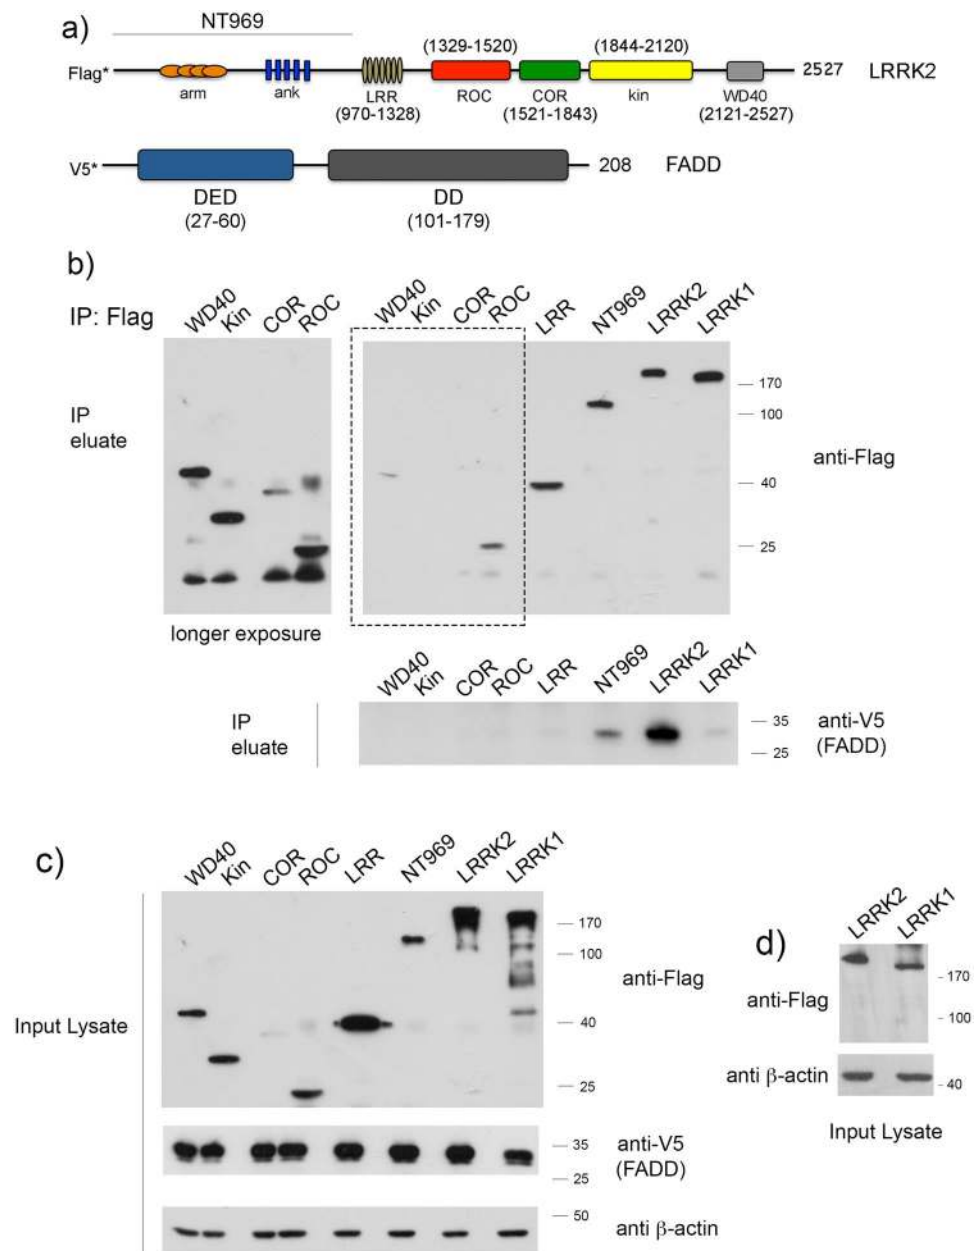 a)
NT969
(1329-1520) (1844-2120)
Flag* 2527 LRRK2
arm ank LRR ROC COR kin WD40
(970-1328) (1521-1843) (2121-2527)
V5* 208 FADD
DED DD
(27-60) (101-179)
b)
IP: Flag
WD40 Kin COR ROC
WD40 Kin COR ROC LRR NT969 LRRK2 LRRK1
IP
eluate
170
100
40
25
anti-Flag
longer exposure
WD40 Kin COR ROC LRR NT969 LRRK2 LRRK1
IP
eluate
35
25
anti-V5
(FADD)
c)
WD40 Kin COR ROC LRR NT969 LRRK2 LRRK1
Input Lysate
170
100
40
25
anti-Flag
35
25
anti-V5
(FADD)
50
anti β-actin
d)
LRRK2 LRRK1
anti-Flag
170
100
anti β-actin
40
Input Lysate